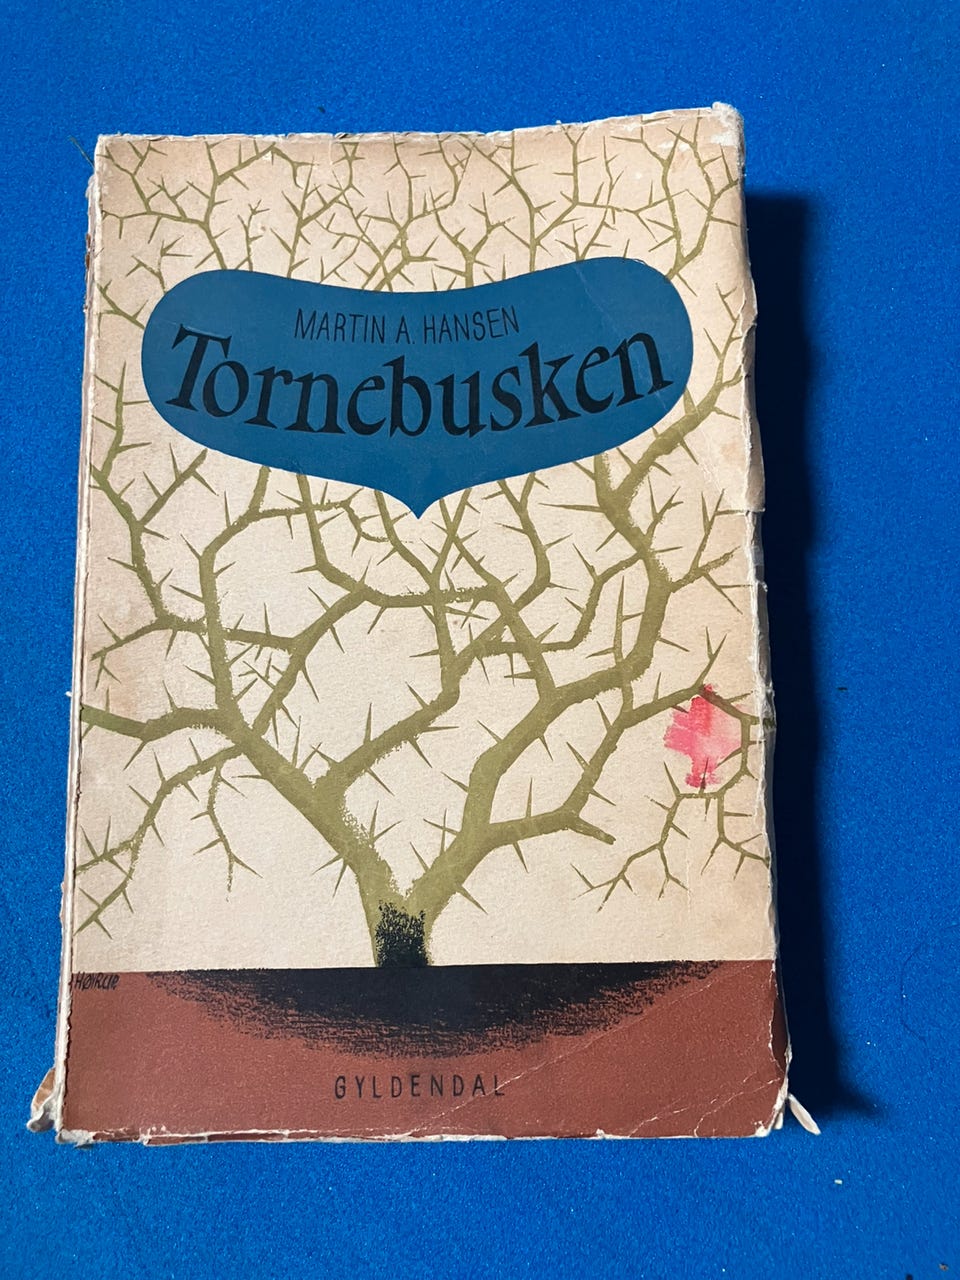 MARTIN A. HANSEN
Tornebusken
GYLDENDAL